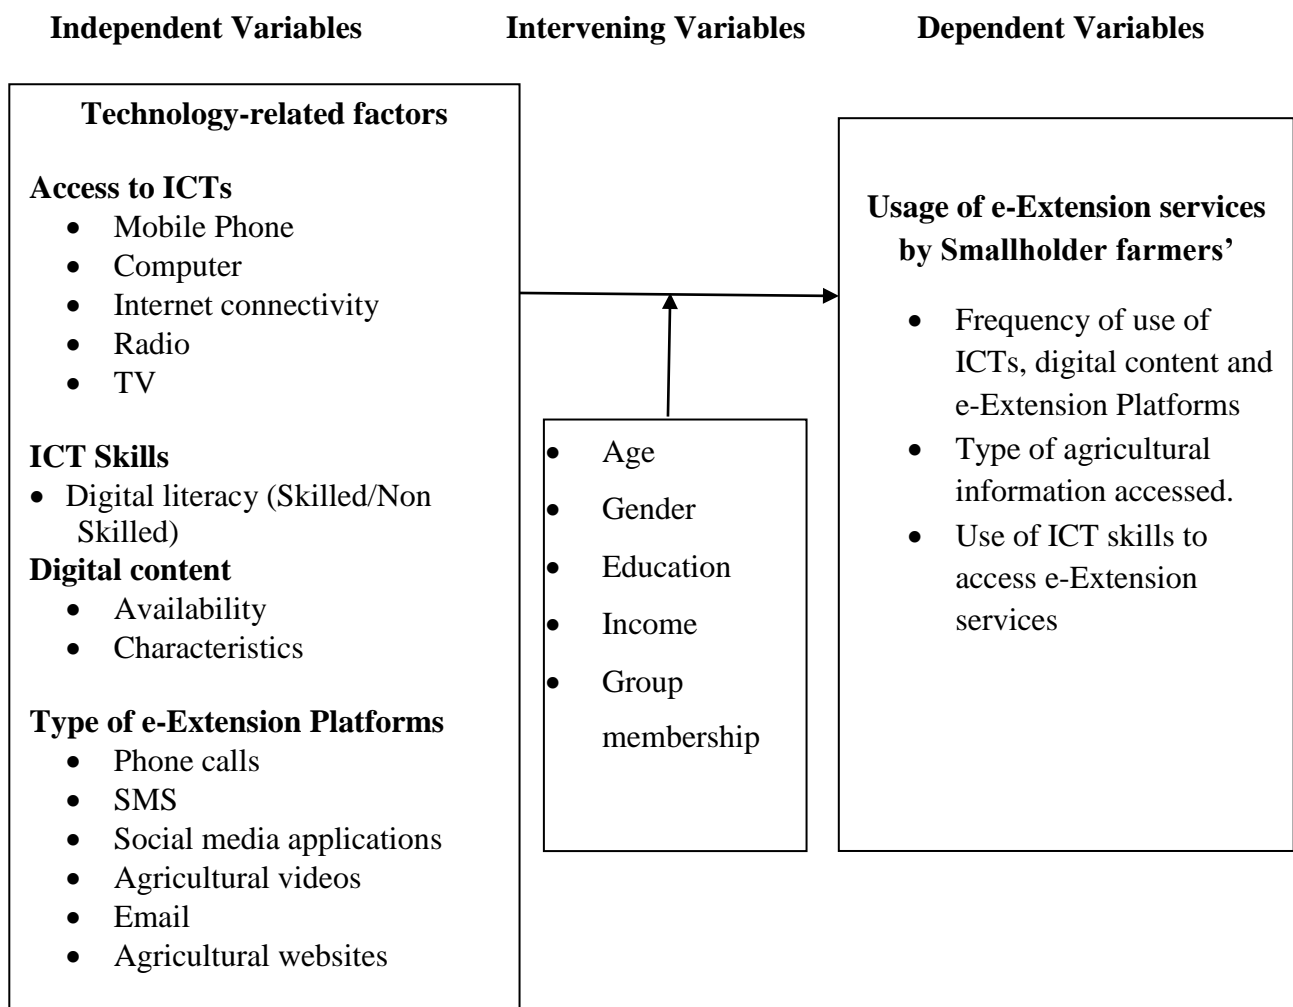 Independent Variables
Intervening Variables
Dependent Variables
Technology-related factors
Access to ICTs
• Mobile Phone
• Computer
• Internet connectivity
• Radio
• TV
ICT Skills
• Digital literacy (Skilled/Non
Skilled)
Digital content
• Availability
• Characteristics
Type of e-Extension Platforms
• Phone calls
• SMS
• Social media applications
• Agricultural videos
• Email
• Agricultural websites
• Age
• Gender
• Education
• Income
• Group
membership
Usage of e-Extension services
by Smallholder farmers’
• Frequency of use of
ICTs, digital content and
e-Extension Platforms
• Type of agricultural
information accessed.
• Use of ICT skills to
access e-Extension
services